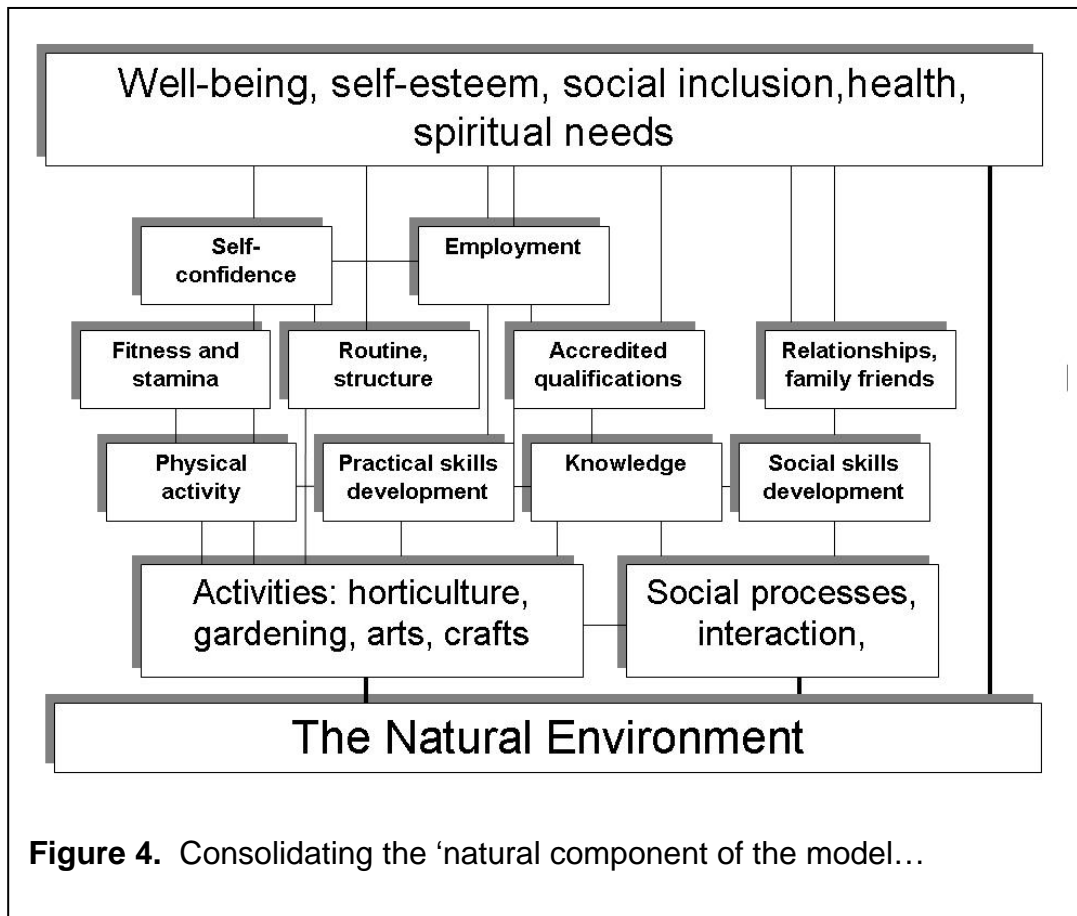 Well-being, self-esteem, social inclusion,health,
spiritual needs
Self-
confidence
Employment
Fitness and
stamina
Routine,
structure
Accredited
qualifications
Relationships,
family friends
Physical
activity
Practical skills
development
Knowledge
Social skills
development
Activities: horticulture,
gardening, arts, crafts
Social processes,
interaction,
The Natural Environment
Figure 4. Consolidating the ‘natural component of the model…